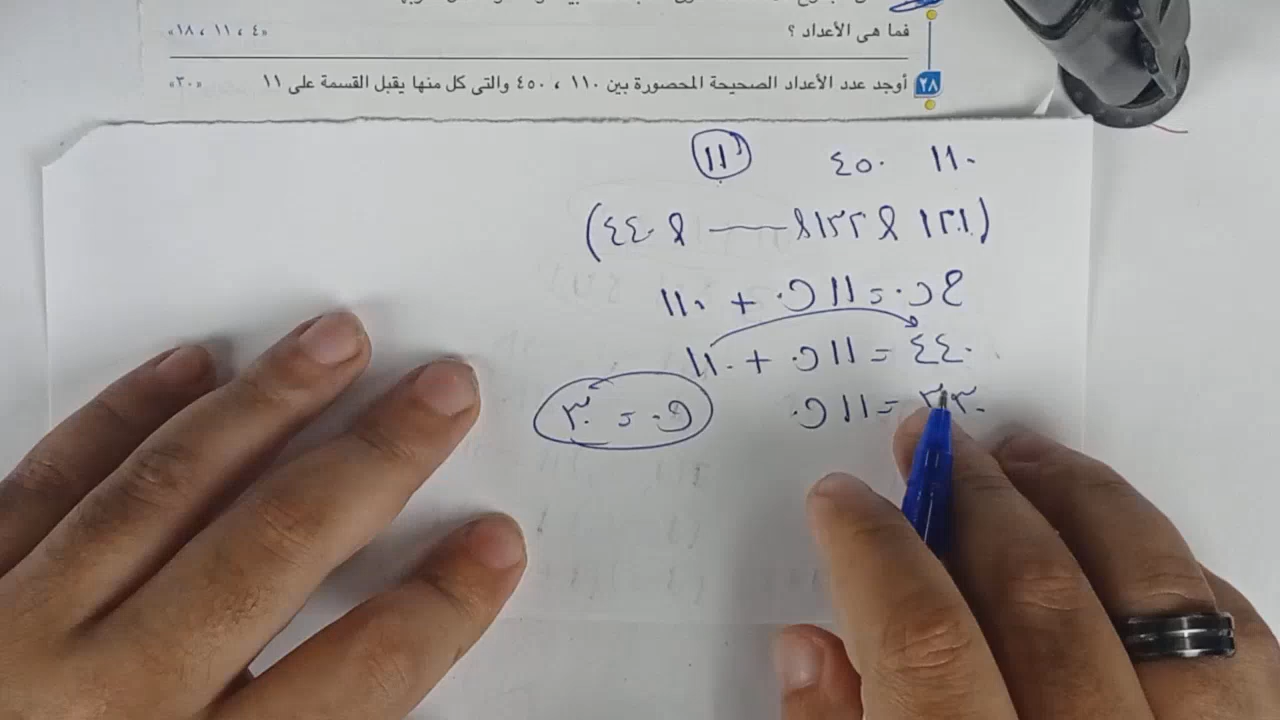 فما هى الأعداد ؟ «٤ ، ١١ ، ١٨»
٢٨ أوجد عدد الأعداد الصحيحة المحصورة بين ١١٠ ، ٤٥٠ والتى كل منها يقبل القسمة على ١١ «٣٠»
١١٠ ٤٥٠ ١١
(١٢١ & ١٣٢ & —— & ٤٤٠)
ح ن = ١١ ن + ١١٠
٤٤٠ = ١١ ن + ١١٠
٣٣٠ = ١١ ن ن = ٣٠